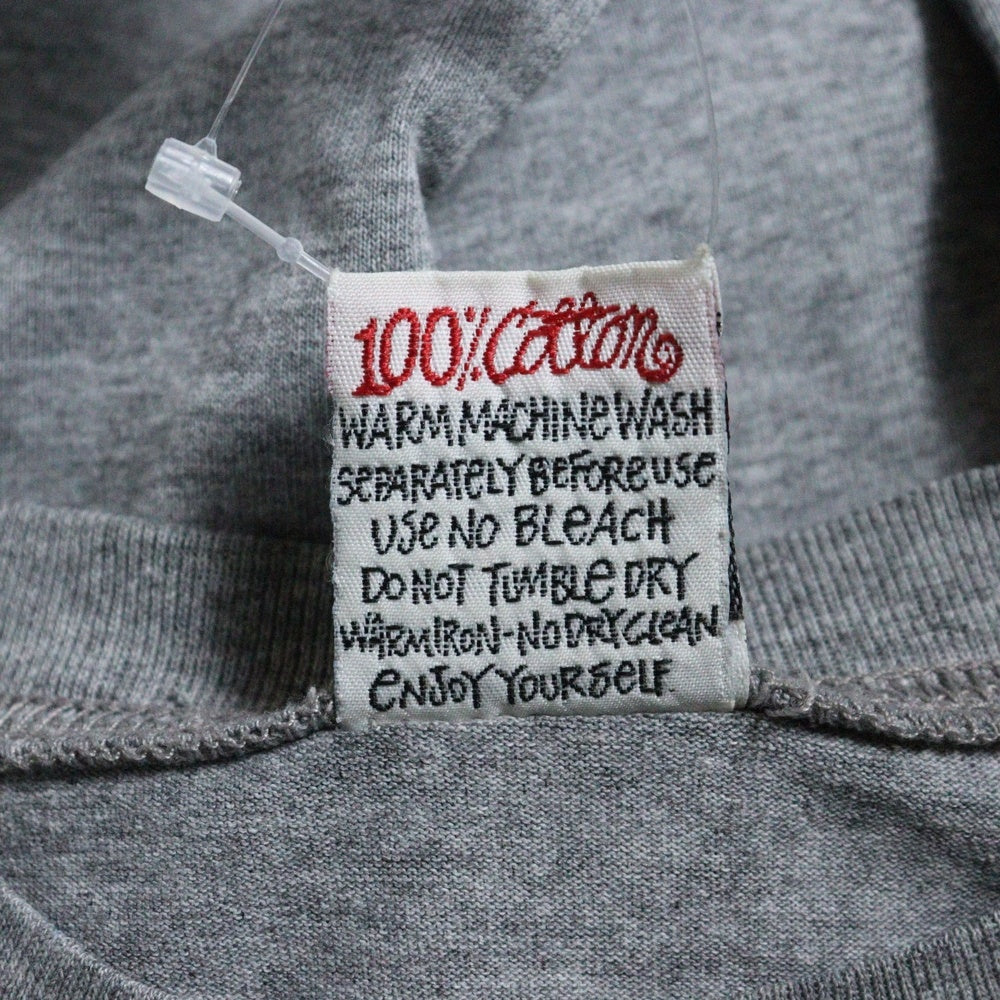 100% Cotton
WARM MACHINE WASH
SEPARATELY BEFORE USE
USE NO BLEACH
DO NOT TUMBLE DRY
WARM IRON - NO DRY CLEAN
ENJOY YOURSELF